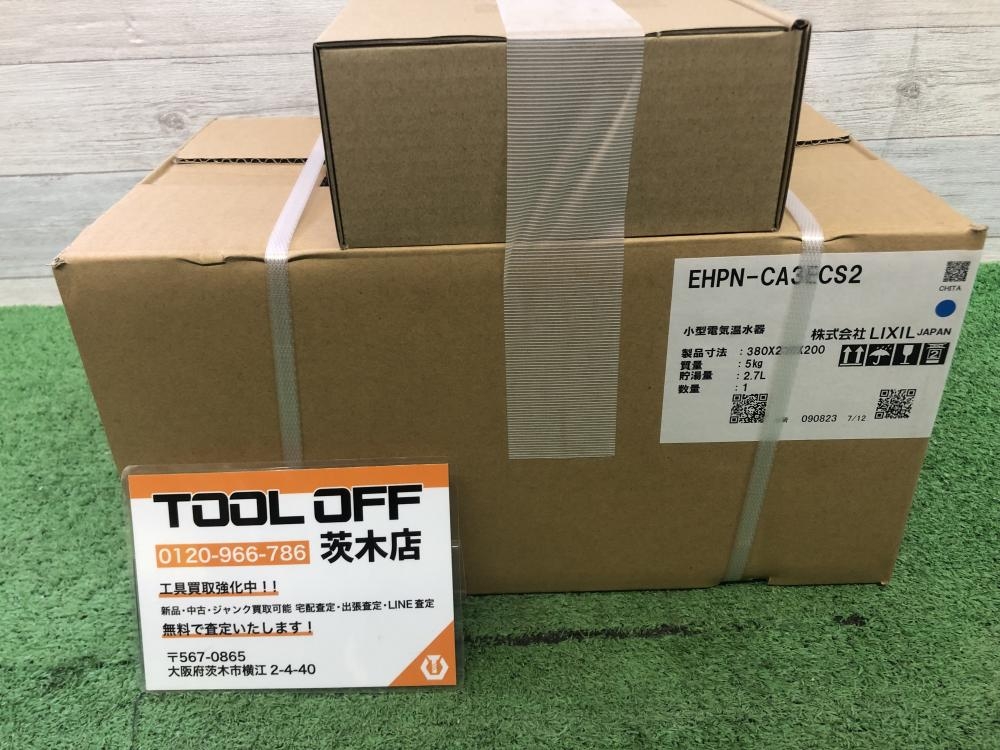 EHPN-CA3ECS2
CHITA
小型電気温水器
株式会社LIXIL JAPAN
製品寸法 : 380X2 X200
質量 : 5kg
貯湯量 : 2.7L
数量 : 1
090823 7/12
TOOL OFF
0120-966-786 茨木店
工具買取強化中!!
新品・中古・ジャンク買取可能 宅配査定・出張査定・LINE査定
無料で査定いたします!
〒567-0865
大阪府茨木市横江 2-4-40